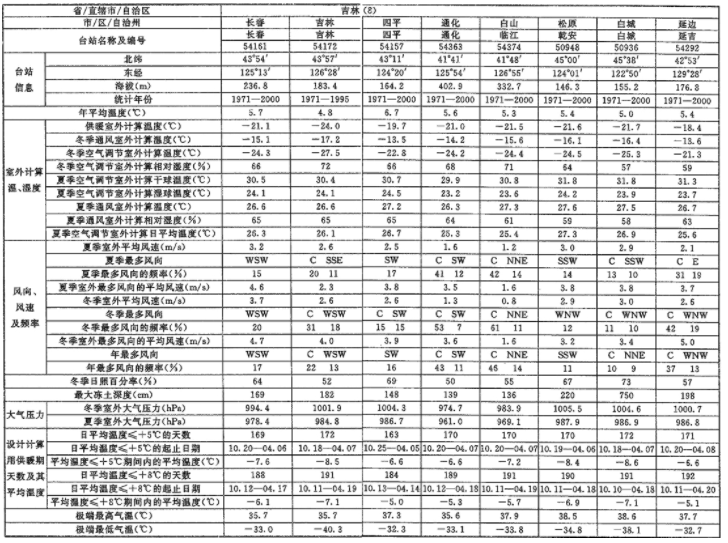 省/直辖市/自治区 吉林(8)
市/区/自治州 长春 吉林 四平 通化 白山 松原 白城 延边
台站名称及编号 长春 吉林 四平 通化 临江 乾安 白城 延吉
54161 54172 54157 54363 54374 50948 50936 54292
台站信息
北纬 43°54′ 43°57′ 43°11′ 41°41′ 41°48′ 45°00′ 45°38′ 42°53′
东经 125°13′ 126°28′ 124°20′ 125°54′ 126°55′ 124°01′ 122°50′ 129°28′
海拔(m) 236.8 183.4 164.2 402.9 332.7 146.3 155.2 176.8
统计年份 1971—2000 1971—1995 1971—2000 1971—2000 1971—2000 1971—2000 1971—2000 1971—2000
年平均温度(℃) 5.7 4.8 6.7 5.6 5.3 5.4 5.0 5.4
室外计算温、湿度
供暖室外计算温度(℃) −21.1 −24.0 −19.7 −21.0 −21.5 −21.6 −21.7 −18.4
冬季通风室外计算温度(℃) −15.1 −17.2 −13.5 −14.2 −15.6 −16.1 −16.4 −13.6
冬季空气调节室外计算温度(℃) −24.3 −27.5 −22.8 −24.2 −24.4 −24.5 −25.3 −21.3
冬季空气调节室外计算相对湿度(%) 66 72 66 68 71 64 57 59
夏季空气调节室外计算干球温度(℃) 30.5 30.4 30.7 29.9 30.8 31.8 31.8 31.3
夏季空气调节室外计算湿球温度(℃) 24.1 24.1 24.5 23.2 23.6 24.2 23.9 23.7
夏季通风室外计算温度(℃) 26.6 26.6 27.2 26.3 27.3 27.6 27.5 26.7
夏季通风室外计算相对湿度(%) 65 65 65 64 61 59 58 63
夏季空气调节室外计算日平均温度(℃) 26.3 26.1 26.7 25.3 25.4 27.3 26.9 25.6
风向、风速及频率
夏季室外平均风速(m/s) 3.2 2.6 2.5 1.6 1.2 3.0 2.9 2.1
夏季最多风向 WSW C SSE SW C SW C NNE SSW C SSW C E
夏季最多风向的频率(%) 15 20 11 17 41 12 42 14 14 13 10 31 19
夏季室外最多风向的平均风速(m/s) 4.6 2.3 3.8 3.5 1.6 3.8 3.8 3.7
冬季室外平均风速(m/s) 3.7 2.6 2.6 1.3 0.8 2.9 3.0 2.6
冬季最多风向 WSW C WSW C SW C SW C NNE WNW C WNW C WNW
冬季最多风向的频率(%) 20 31 18 15 15 53 7 61 11 12 11 10 42 19
冬季室外最多风向的平均风速(m/s) 4.7 4.0 3.9 3.6 1.6 3.2 3.4 5.0
年最多风向 WSW C WSW SW C SW C NNE SSW C NNE C WNW
年最多风向的频率(%) 17 22 13 16 43 11 46 14 11 10 9 37 13
冬季日照百分率(%) 64 52 69 50 55 67 73 57
最大冻土深度(cm) 169 182 148 139 136 220 750 198
大气压力
冬季室外大气压力(hPa) 994.4 1001.9 1004.3 974.7 983.9 1005.5 1004.6 1000.7
夏季室外大气压力(hPa) 978.4 984.8 986.7 961.0 969.1 987.9 986.9 986.8
设计计算用供暖期天数及其平均温度
日平均温度≤+5℃的天数 169 172 163 170 170 170 172 171
日平均温度≤+5℃的起止日期 10.20—04.06 10.18—04.07 10.25—04.05 10.20—04.07 10.20—04.07 10.19—04.06 10.18—04.07 10.20—04.08
平均温度≤+5℃期间内的平均温度(℃) −7.6 −8.5 −6.6 −6.6 −7.2 −8.4 −8.6 −6.6
日平均温度≤+8℃的天数 188 191 184 189 191 190 191 192
日平均温度≤+8℃的起止日期 10.12—04.17 10.11—04.19 10.13—04.14 10.12—04.18 10.11—04.19 10.11—04.18 10.10—04.18 10.11—04.20
平均温度≤+8℃期间内的平均温度(℃) −6.1 −7.1 −5.0 −5.3 −5.7 −6.9 −7.1 −5.1
极端最高气温(℃) 35.7 35.7 37.3 35.6 37.9 38.5 38.6 37.7
极端最低气温(℃) −33.0 −40.3 −32.3 −33.1 −33.8 −34.8 −38.1 −32.7